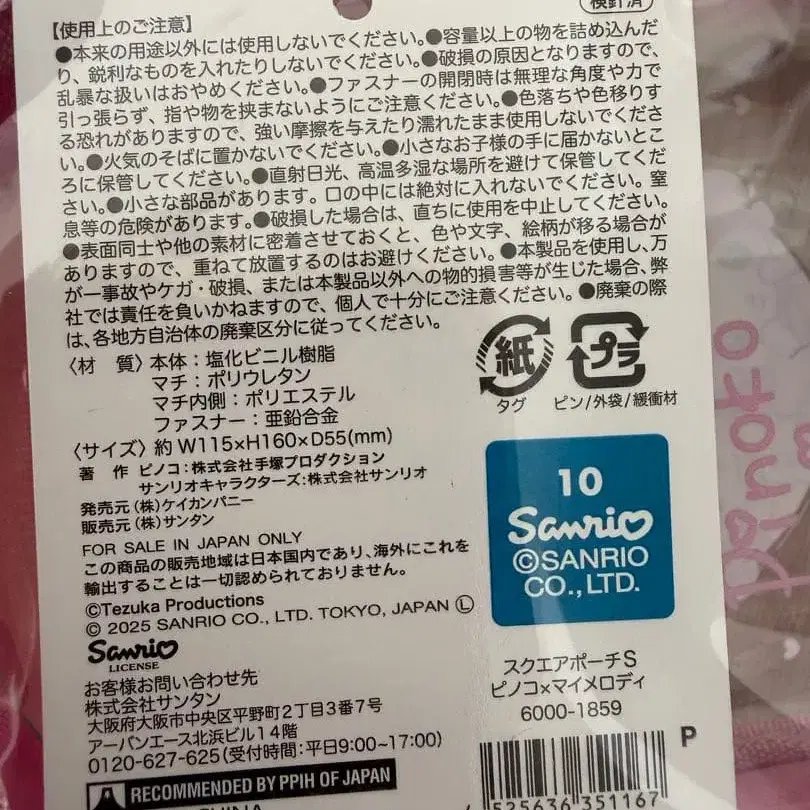 検針済
【使用上のご注意】
●本来の用途以外には使用しないでください。●容量以上の物を詰め込んだ
り、鋭利なものを入れたりしないでください。●破損の原因となりますので、
乱暴な扱いはおやめください。●ファスナーの開閉時は無理な角度や力で
引っ張らず、指や物を挟まないようにご注意ください。●色落ちや色移りす
る恐れがありますので、強い摩擦を与えたり濡れたまま使用しないでくださ
い。●火気のそばに置かないでください。●小さなお子様の手に届かないとこ
ろに保管してください。●直射日光、高温多湿な場所を避けて保管してくだ
さい。●小さな部品があります。口の中には絶対に入れないでください。窒
息等の危険があります。●破損した場合は、直ちに使用を中止してください。
●表面同士や他の素材に密着させておくと、色や文字、絵柄が移る場合が
ありますので、重ねて放置するのはお避けください。●本製品を使用し、万
が一事故やケガ・破損、または本製品以外への物的損害等が生じた場合、弊
社では責任を負いかねますので、個人で十分にご注意ください。●廃棄の際
は、各地方自治体の廃棄区分に従ってください。
〈材 質〉本体:塩化ビニル樹脂
マチ:ポリウレタン
マチ内側:ポリエステル
ファスナー:亜鉛合金
〈サイズ〉約 W115×H160×D55(mm)
著 作 ピノコ:株式会社手塚プロダクション
サンリオキャラクターズ:株式会社サンリオ
発売元(株)ケイカンパニー
販売元(株)サンタン
FOR SALE IN JAPAN ONLY
この商品の販売地域は日本国内であり、海外にこれを
輸出することは一切認められておりません。
©Tezuka Productions
© 2025 SANRIO CO., LTD. TOKYO, JAPAN Ⓛ
Sanrio
LICENSE
お客様お問い合わせ先
株式会社サンタン
大阪府大阪市中央区平野町2丁目3番7号
アーバンエース北浜ビル14階
0120-627-625(受付時間:平日9:00~17:00)
RECOMMENDED BY PPIH OF JAPAN
紙
タグ
プラ
ピン/外袋/緩衝材
10
Sanrio
©SANRIO
CO.,LTD.
スクエアポーチS
ピノコ×マイメロディ
6000-1859
P
4 525636 351167